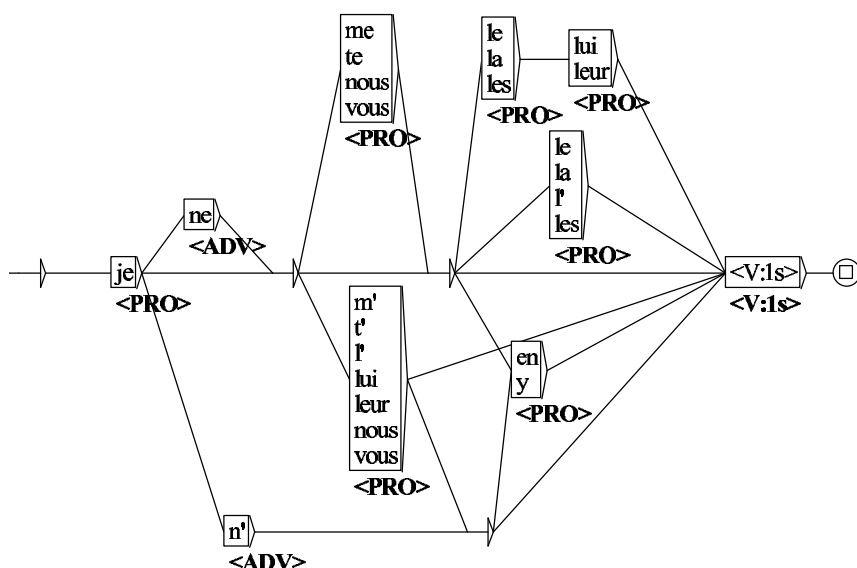 je
<PRO>
ne
<ADV>
n'
<ADV>
me
te
nous
vous
<PRO>
m'
t'
l'
lui
leur
nous
vous
<PRO>
le
la
les
<PRO>
lui
leur
<PRO>
le
la
l'
les
<PRO>
en
y
<PRO>
<V:1s>
<V:1s>